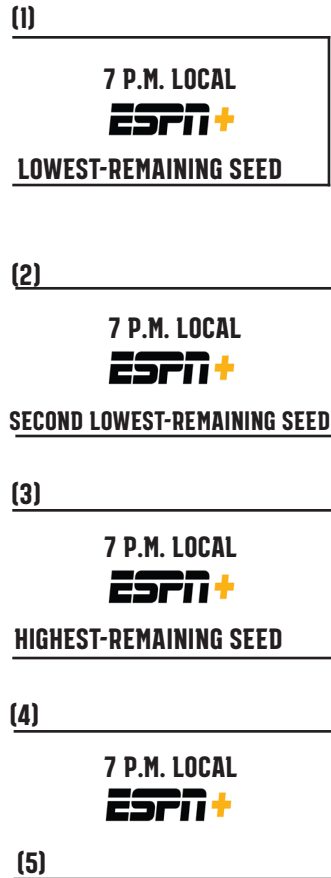 (1)
7 P.M. LOCAL
ESPN+
LOWEST-REMAINING SEED
(2)
7 P.M. LOCAL
ESPN+
SECOND LOWEST-REMAINING SEED
(3)
7 P.M. LOCAL
ESPN+
HIGHEST-REMAINING SEED
(4)
7 P.M. LOCAL
ESPN+
(5)